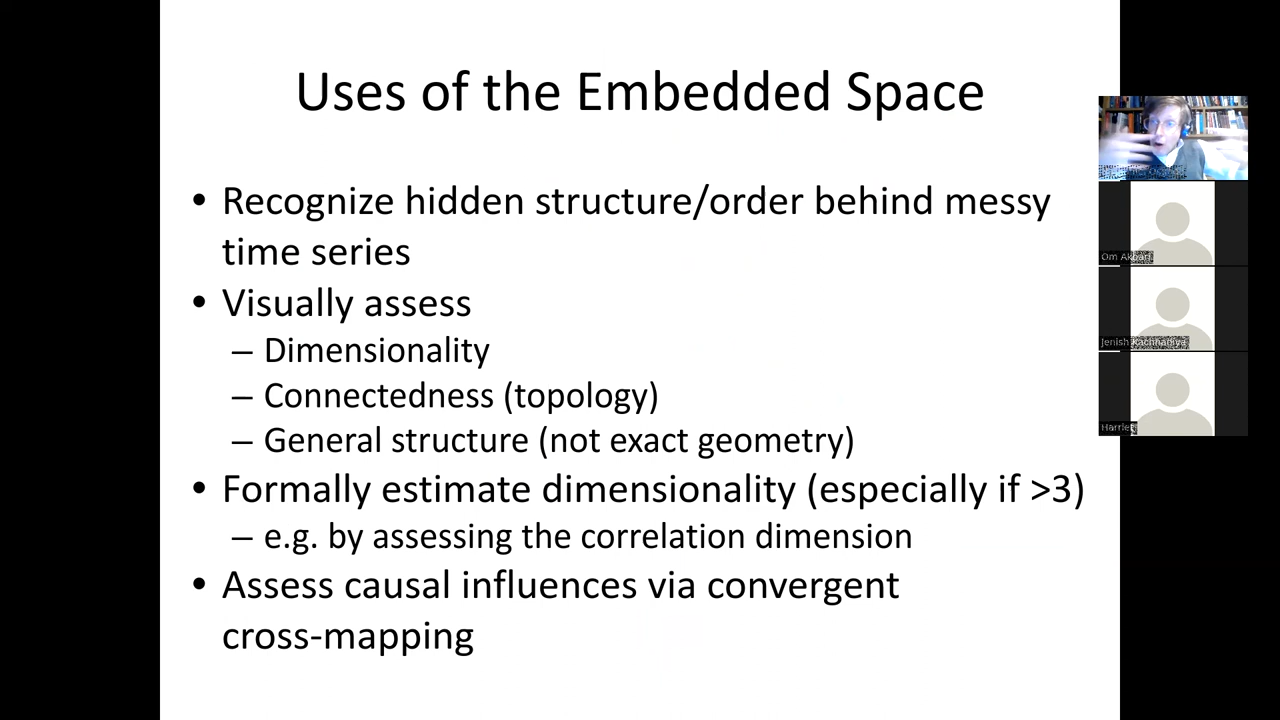 Uses of the Embedded Space
• Recognize hidden structure/order behind messy
time series
• Visually assess
– Dimensionality
– Connectedness (topology)
– General structure (not exact geometry)
• Formally estimate dimensionality (especially if >3)
– e.g. by assessing the correlation dimension
• Assess causal influences via convergent
cross-mapping
Om Akbari
Jenish Kachhadiya